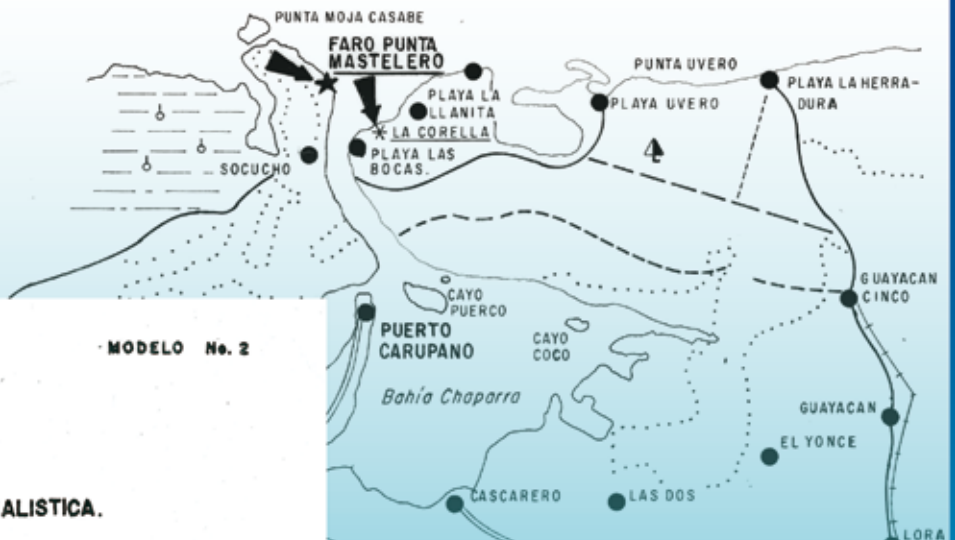 PUNTA MOJA CASABE
FARO PUNTA
MASTELERO
PUNTA UVERO
PLAYA LA HERRA-
DURA
PLAYA LA
LLANITA
PLAYA UVERO
LA CORELLA
PLAYA LAS
BOCAS.
SOCUCHO
GUAYACAN
CINCO
CAYO
PUERCO
PUERTO
CARUPANO
CAYO
COCO
MODELO No. 2
Bahía Chaparra
GUAYACAN
EL YONCE
CASCARERO
LAS DOS
ALISTICA.
LORA